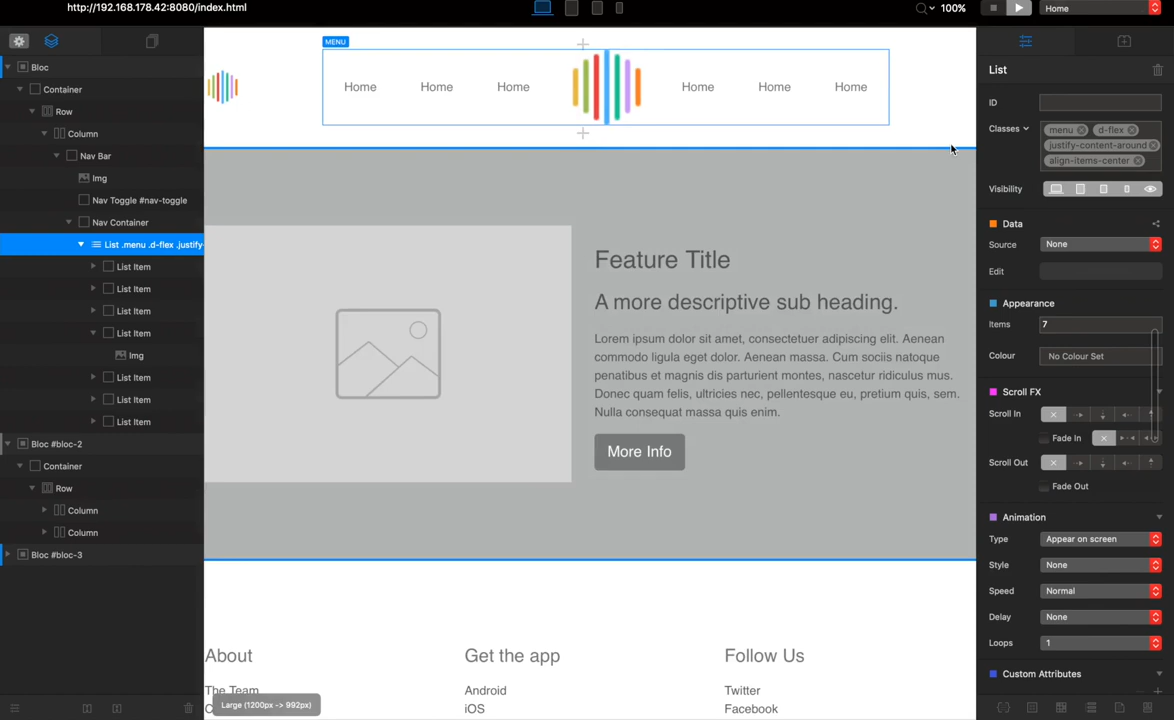 http://192.168.178.42:8080/index.html
100%
Home
Bloc
Container
Row
Column
Nav Bar
Img
Nav Toggle #nav-toggle
Nav Container
List .menu .d-flex .justify-
List Item
List Item
List Item
List Item
Img
List Item
List Item
List Item
Bloc #bloc-2
Container
Row
Column
Column
Bloc #bloc-3
MENU
Home
Home
Home
Home
Home
Home
Feature Title
A more descriptive sub heading.
Lorem ipsum dolor sit amet, consectetuer adipiscing elit. Aenean
commodo ligula eget dolor. Aenean massa. Cum sociis natoque
penatibus et magnis dis parturient montes, nascetur ridiculus mus.
Donec quam felis, ultricies nec, pellentesque eu, pretium quis, sem.
Nulla consequat massa quis enim.
More Info
About
The Team
Get the app
Android
iOS
Follow Us
Twitter
Facebook
Large (1200px -> 992px)
List
ID
Classes
menu
d-flex
justify-content-around
align-items-center
Visibility
Data
Source
None
Edit
Appearance
Items
7
Colour
No Colour Set
Scroll FX
Scroll In
Fade In
Scroll Out
Fade Out
Animation
Type
Appear on screen
Style
None
Speed
Normal
Delay
None
Loops
1
Custom Attributes